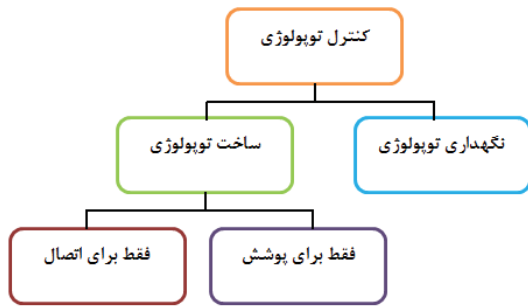 کنترل توپولوژی
ساخت توپولوژی
نگهداری توپولوژی
فقط برای اتصال
فقط برای پوشش